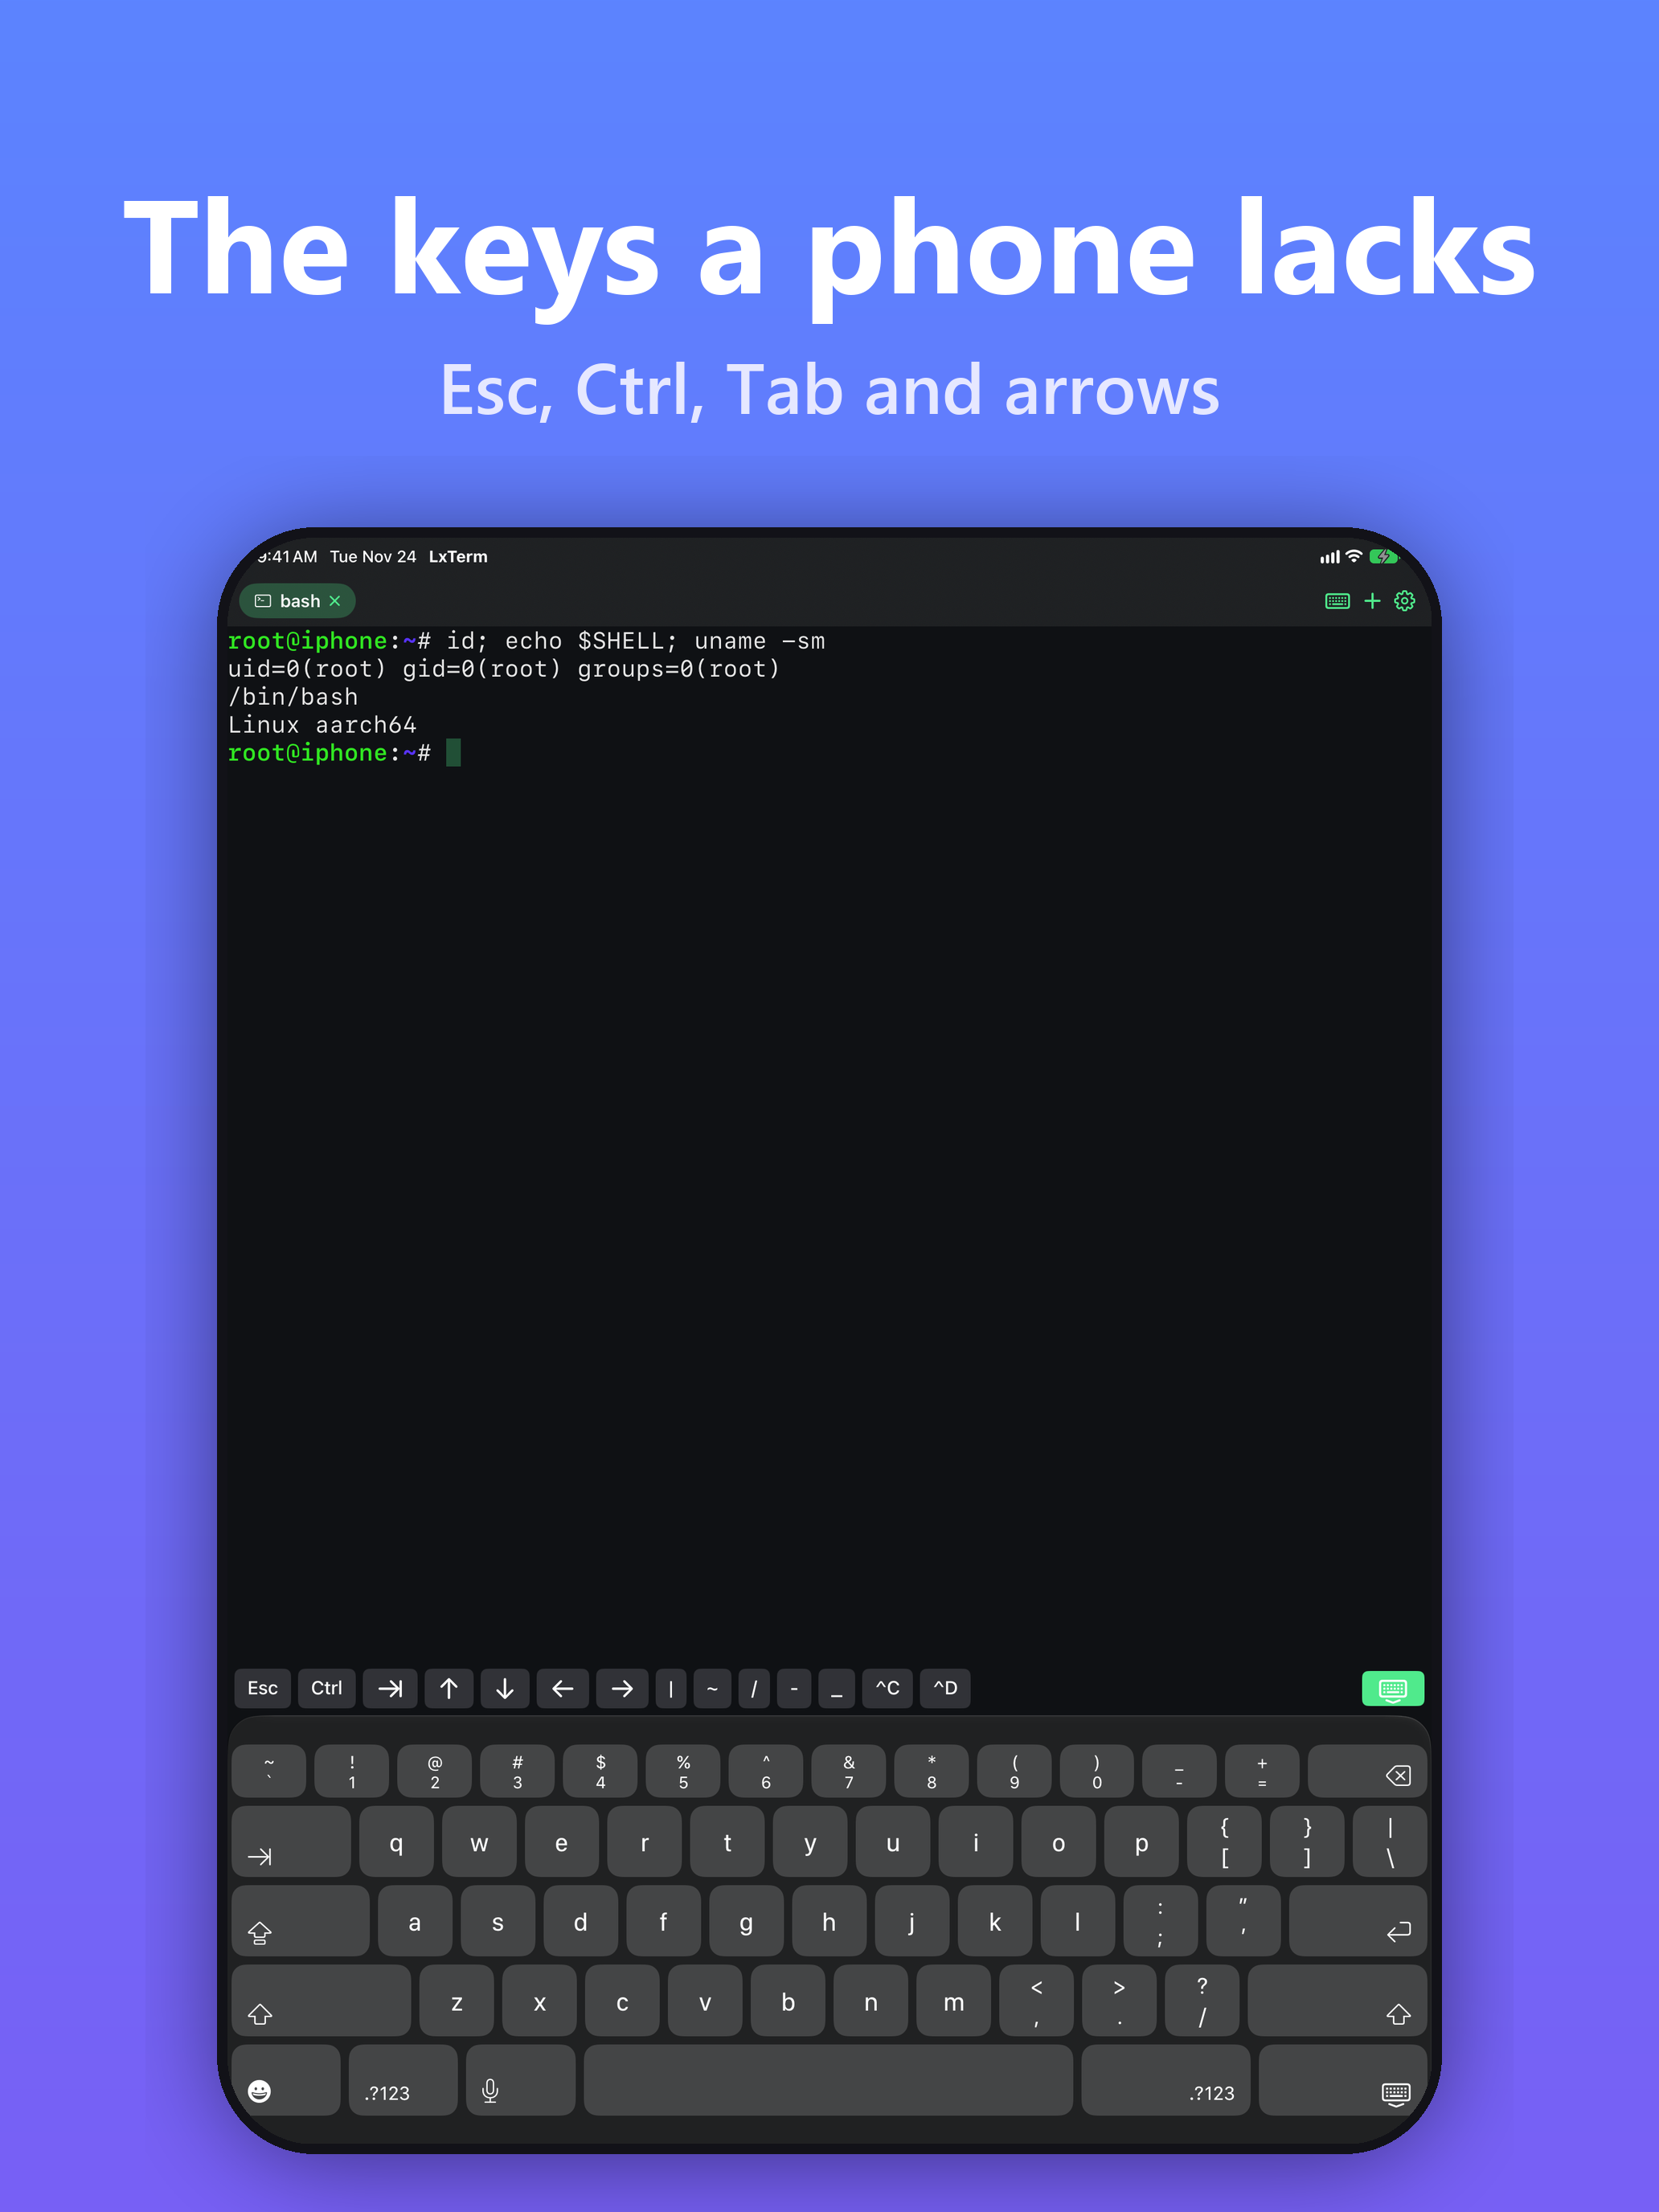 The keys a phone lacks
Esc, Ctrl, Tab and arrows
9:41 AM Tue Nov 24 LxTerm
bash
root@iphone:~# id; echo $SHELL; uname -sm
uid=0(root) gid=0(root) groups=0(root)
/bin/bash
Linux aarch64
root@iphone:~#
Esc Ctrl | ~ / - _ ^C ^D
~ ! @ # $ % ^ & * ( ) _ +
` 1 2 3 4 5 6 7 8 9 0 - =
q w e r t y u i o p { } |
[ ] \
a s d f g h j k l : "
; '
z x c v b n m < > ?
, . /
.?123 .?123